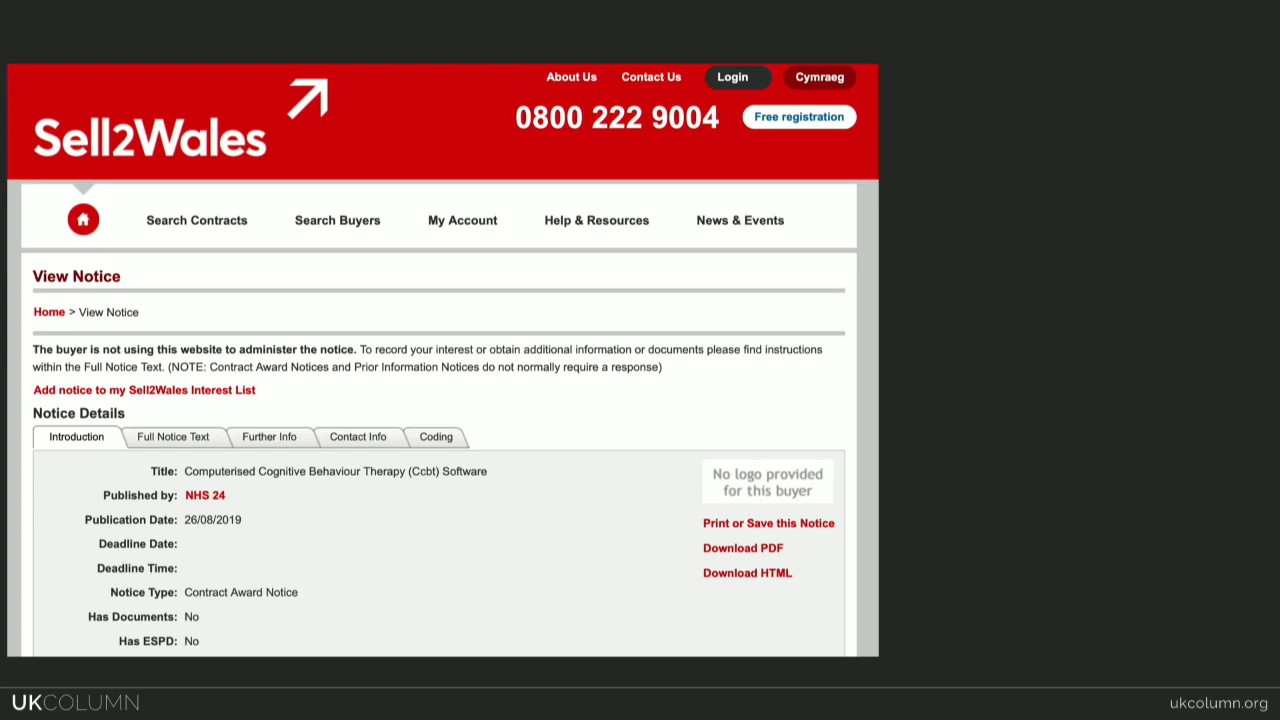 About Us Contact Us Login Cymraeg
Sell2Wales
0800 222 9004 Free registration
Search Contracts Search Buyers My Account Help & Resources News & Events
View Notice
Home > View Notice
The buyer is not using this website to administer the notice. To record your interest or obtain additional information or documents please find instructions
within the Full Notice Text. (NOTE: Contract Award Notices and Prior Information Notices do not normally require a response)
Add notice to my Sell2Wales Interest List
Notice Details
Introduction Full Notice Text Further Info Contact Info Coding
Title: Computerised Cognitive Behaviour Therapy (Ccbt) Software
Published by: NHS 24
Publication Date: 26/08/2019
Deadline Date:
Deadline Time:
Notice Type: Contract Award Notice
Has Documents: No
Has ESPD: No
No logo provided
for this buyer
Print or Save this Notice
Download PDF
Download HTML
UKCOLUMN
ukcolumn.org